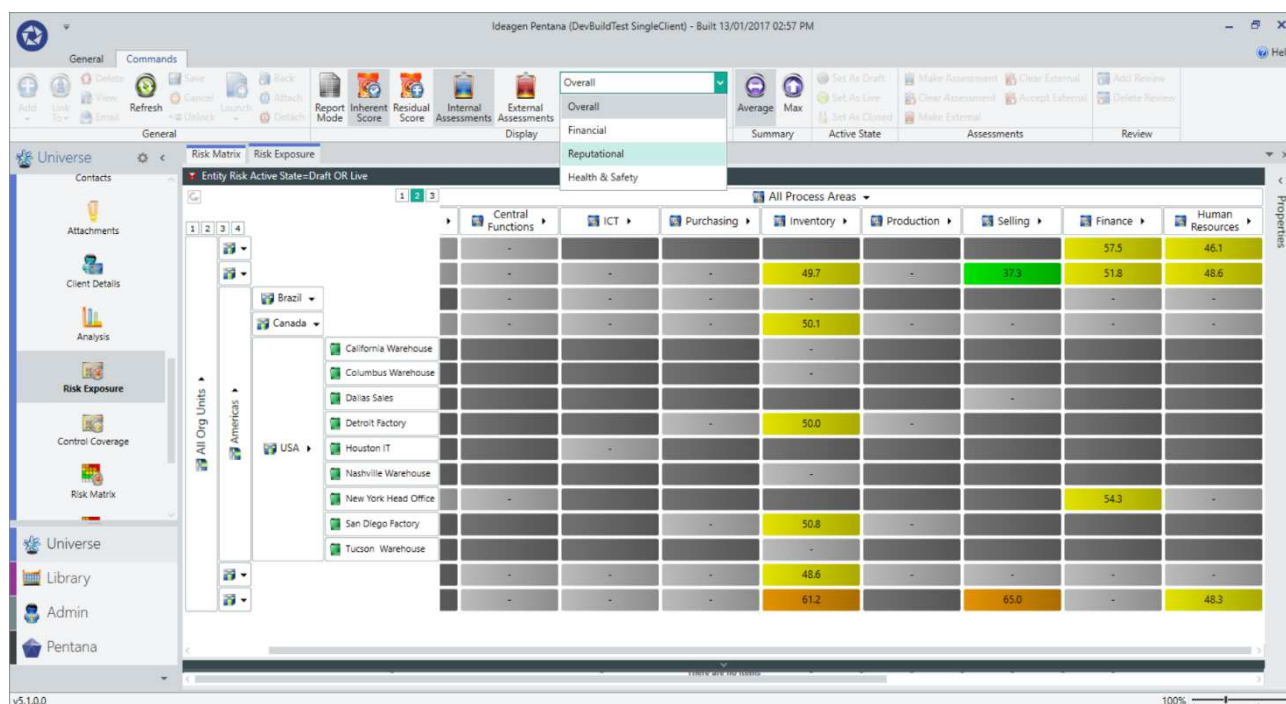 Ideagen Pentana (DevBuildTest SingleClient) - Built 13/01/2017 02:57 PM
Hel
General Commands
Add
Link To
Delete
View
Email
Refresh
Save
Cancel
Unlock
Launch
Back
Attach
Detach
General
Report Mode
Inherent Score
Residual Score
Internal Assessments
External Assessments
Display
Overall
Overall
Financial
Reputational
Health & Safety
Average
Max
Summary
Set As Draft
Set As Live
Set As Closed
Active State
Make Assessment
Clear External
Clear Assessment
Accept External
Make External
Assessments
Add Review
Delete Review
Review
Universe
Contacts
Attachments
Client Details
Analysis
Risk Exposure
Control Coverage
Risk Matrix
Universe
Library
Admin
Pentana
Risk Matrix Risk Exposure
Entity Risk Active State=Draft OR Live
Properties
1 2 3
All Process Areas
1 2 3 4
Central Functions ICT Purchasing Inventory Production Selling Finance Human Resources
- 57.5 46.1
- - - 49.7 - 37.3 51.8 48.6
Brazil - - - - - -
Canada - - - 50.1 - - - -
All Org Units
Americas
USA
California Warehouse -
Columbus Warehouse -
Dallas Sales -
Detroit Factory - 50.0 -
Houston IT -
Nashville Warehouse -
New York Head Office - 54.3 -
San Diego Factory - 50.8 -
Tucson Warehouse -
- - - 48.6 - - - -
- - - 61.2 65.0 - 48.3
v5.1.0.0
100%